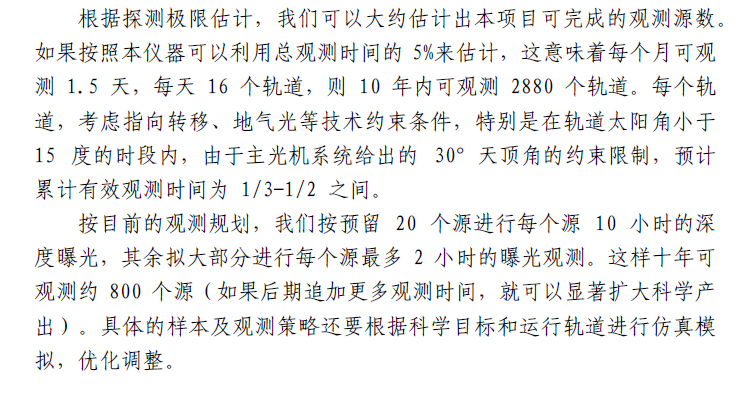 根据探测极限估计，我们可以大约估计出本项目可完成的观测源数。
如果按照本仪器可以利用总观测时间的 5%来估计，这意味着每个月可观
测 1.5 天，每天 16 个轨道，则 10 年内可观测 2880 个轨道。每个轨
道，考虑指向转移、地气光等技术约束条件，特别是在轨道太阳角小于
15 度的时段内，由于主光机系统给出的 30° 天顶角的约束限制，预计
累计有效观测时间为 1/3-1/2 之间。
按目前的观测规划，我们按预留 20 个源进行每个源 10 小时的深
度曝光，其余拟大部分进行每个源最多 2 小时的曝光观测。这样十年可
观测约 800 个源（如果后期追加更多观测时间，就可以显著扩大科学产
出）。具体的样本及观测策略还要根据科学目标和运行轨道进行仿真模
拟，优化调整。